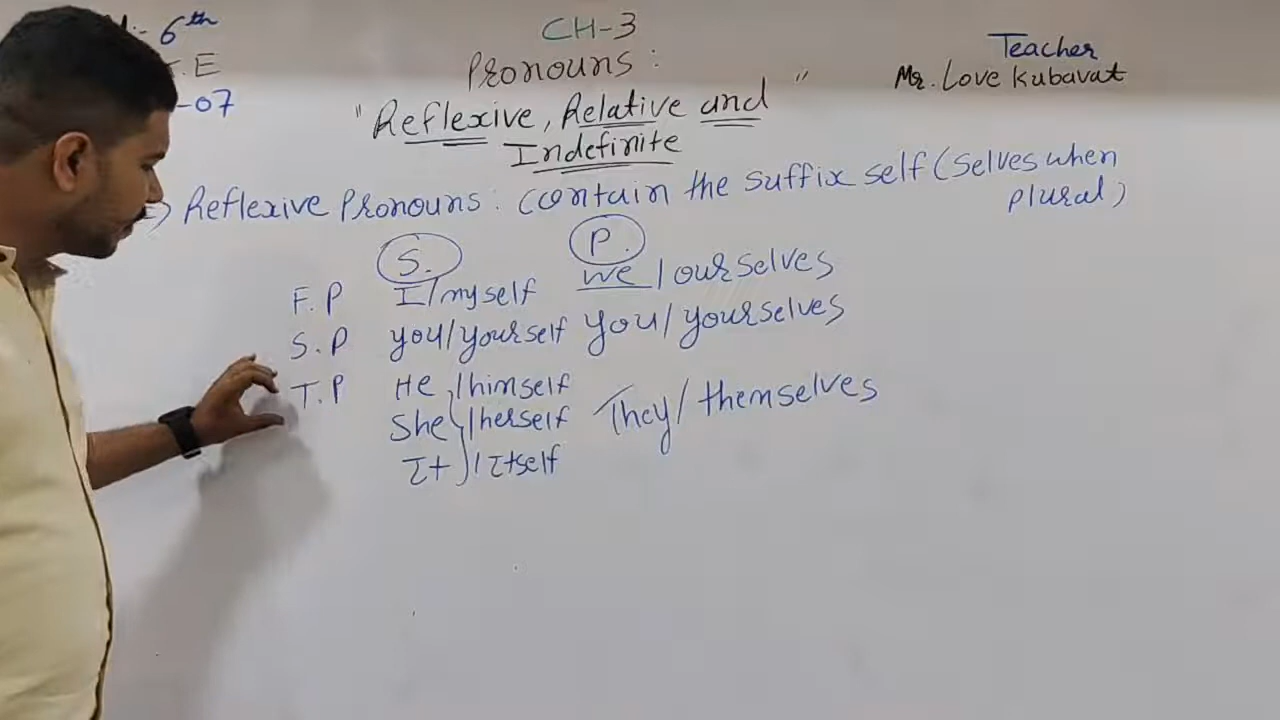 6th
CH-3
Teacher
.E
Pronouns :
Mr. Love Kubavat
-07
"Reflexive, Relative and
Indefinite"
Reflexive Pronouns : contain the suffix self (selves when
plural)
S. P.
F.P I/myself we/ourselves
S.P you/yourself you/yourselves
T.P He/himself
She/herself They/themselves
It/Itself